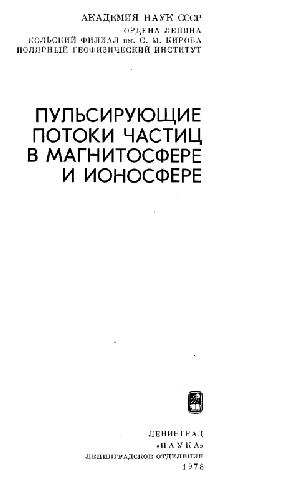 АКАДЕМИЯ НАУК СССР
ОРДЕНА ЛЕНИНА
КОЛЬСКИЙ ФИЛИАЛ им. С. М. КИРОВА
ПОЛЯРНЫЙ ГЕОФИЗИЧЕСКИЙ ИНСТИТУТ
ПУЛЬСИРУЮЩИЕ
ПОТОКИ ЧАСТИЦ
В МАГНИТОСФЕРЕ
И ИОНОСФЕРЕ
ЛЕНИНГРАД
«НАУКА»
ЛЕНИНГРАДСКОЕ ОТДЕЛЕНИЕ
1978